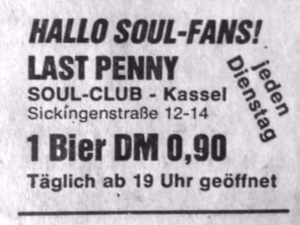 HALLO SOUL-FANS!
LAST PENNY
SOUL-CLUB - Kassel
Sickingenstraße 12-14
jeden
Dienstag
1 Bier DM 0,90
Täglich ab 19 Uhr geöffnet